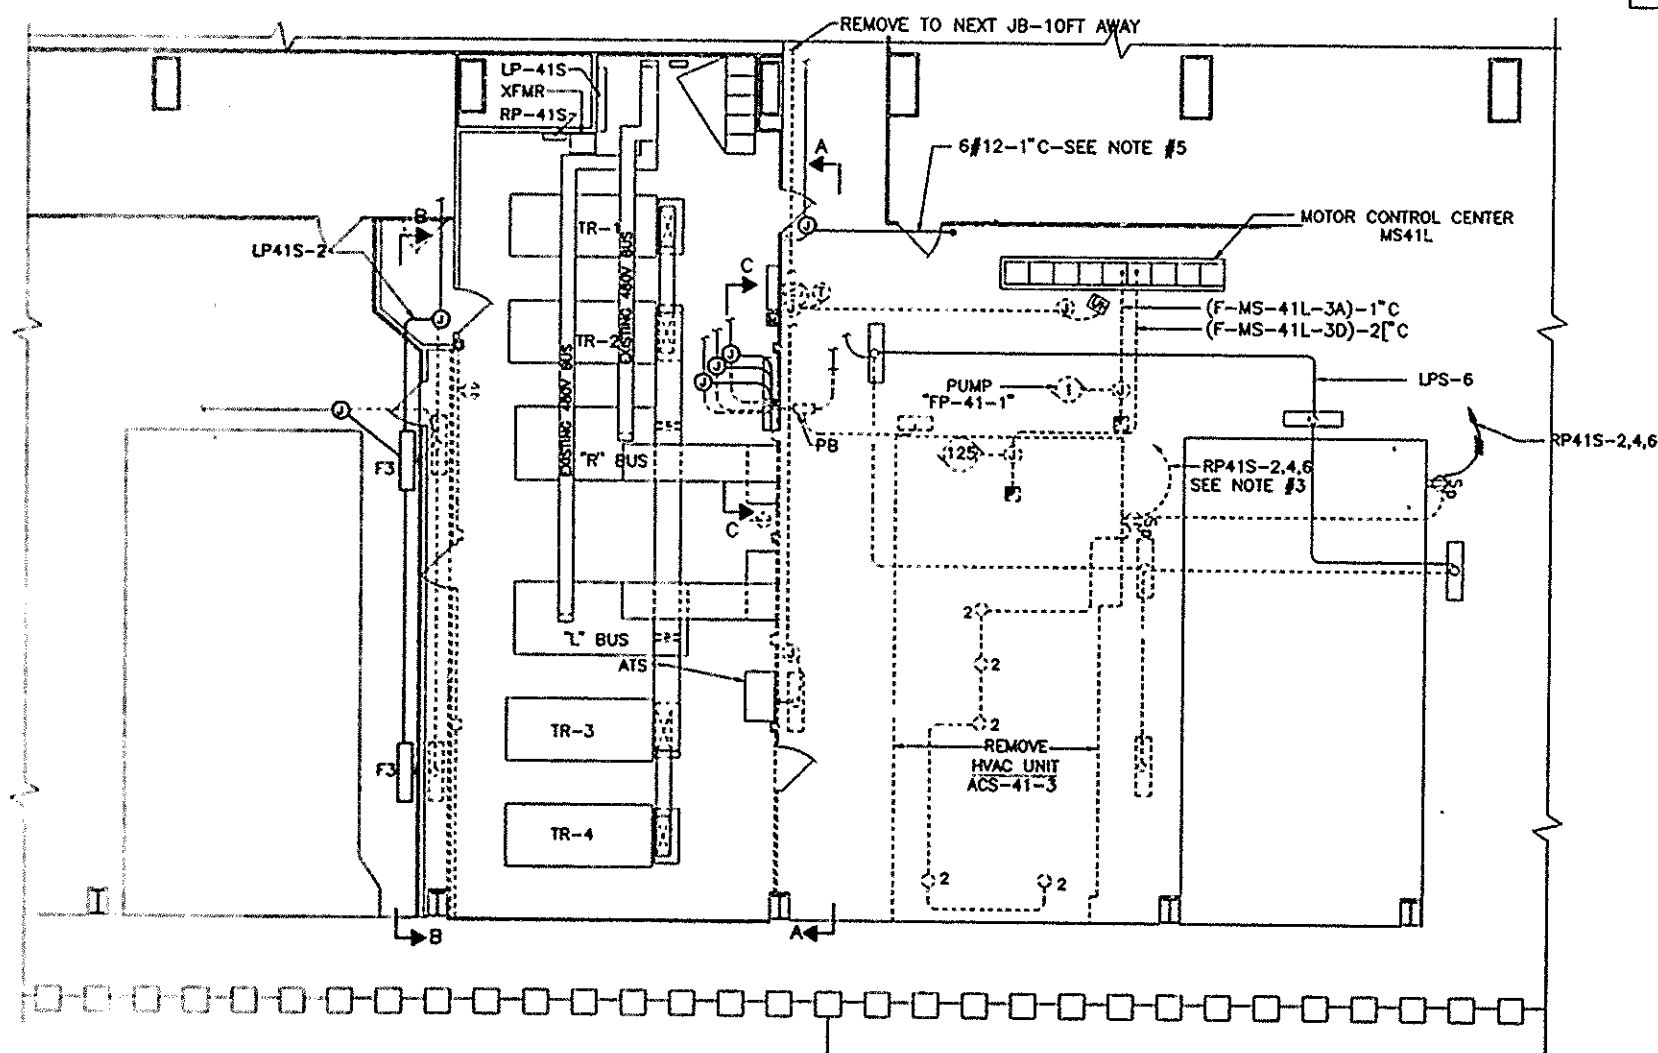 REMOVE TO NEXT JB-10FT AWAY
LP-41S
XFMR
RP-41S
A
6#12-1"C-SEE NOTE #5
B
J
MOTOR CONTROL CENTER
MS41L
LP41S-2
TR-
EXISTING 480V BUS
EXISTING 480V BUS
C
J
(F-MS-41L-3A)-1"C
(F-MS-41L-3D)-2["C
J
TR-2
J
J
J
LPS-6
PUMP
"FP-41-1"
1
J
PB
RP41S-2,4,6
F3
"R" BUS
125
J
RP41S-2,4,6
SEE NOTE #3
C
2
"L" BUS
ATS
J
2
2
TR-3
REMOVE
HVAC UNIT
ACS-41-3
F3
TR-4
2
2
B
A